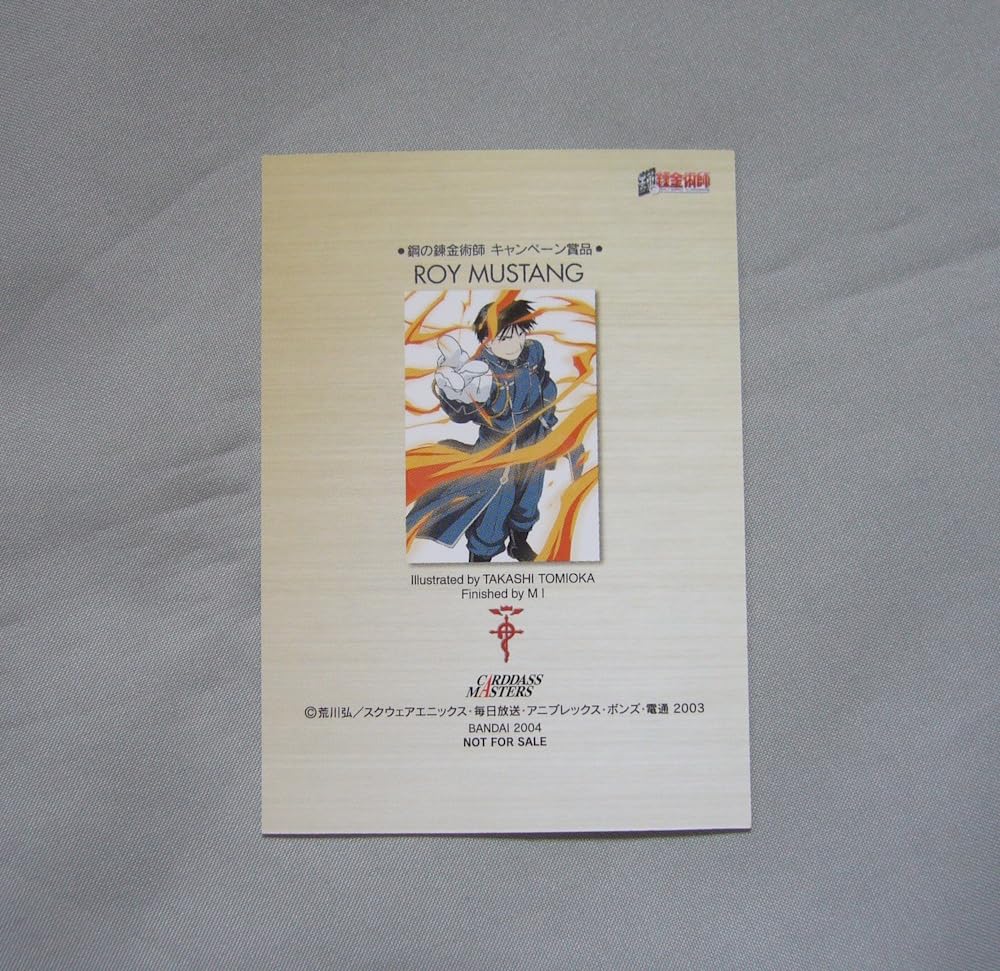 鋼の錬金術師
●鋼の錬金術師 キャンペーン賞品●
ROY MUSTANG
Illustrated by TAKASHI TOMIOKA
Finished by M I
CARDDASS
MASTERS
©荒川弘／スクウェアエニックス・毎日放送・アニプレックス・ボンズ・電通 2003
BANDAI 2004
NOT FOR SALE